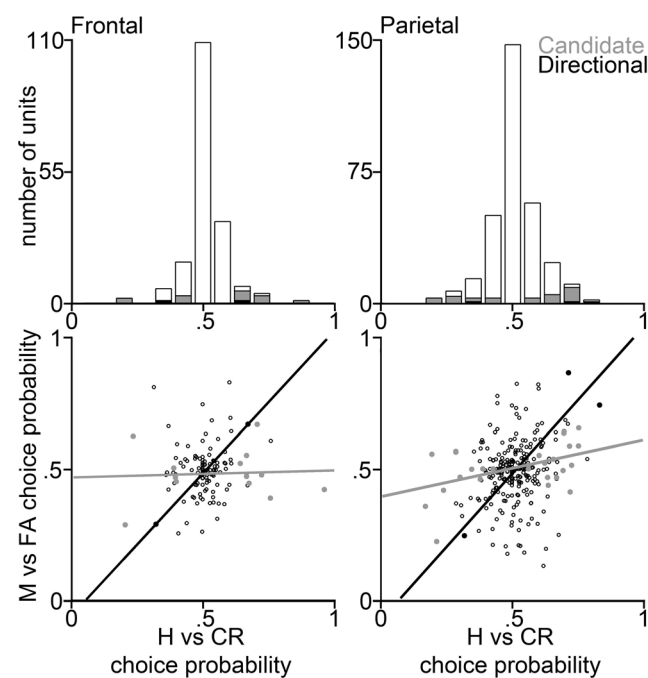 Frontal
110
55
0
0
.5
1
number of units
Parietal
150
75
0
0
.5
1
Candidate
Directional
1
.5
0
0
.5
1
M vs FA choice probability
H vs CR
choice probability
1
.5
0
0
.5
1
H vs CR
choice probability